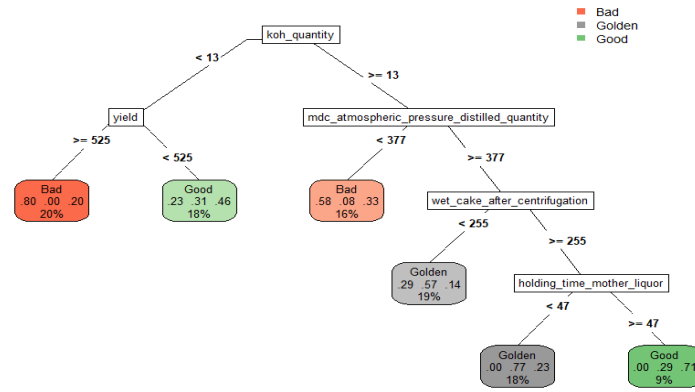 Bad
Golden
Good
koh_quantity
< 13
>= 13
yield
mdc_atmospheric_pressure_distilled_quantity
>= 525
< 525
< 377
>= 377
Bad
.80 .00 .20
20%
Good
.23 .31 .46
18%
Bad
.58 .08 .33
16%
wet_cake_after_centrifugation
< 255
>= 255
Golden
.29 .57 .14
19%
holding_time_mother_liquor
< 47
>= 47
Golden
.00 .77 .23
18%
Good
.00 .29 .71
9%